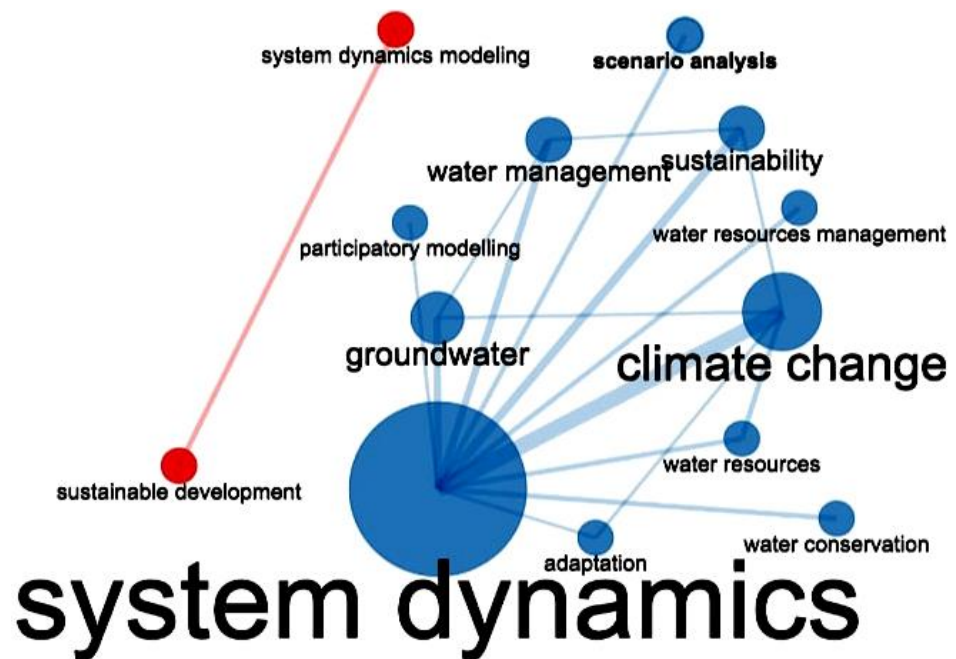 system dynamics modeling
scenario analysis
water management
sustainability
participatory modelling
water resources management
groundwater
climate change
water resources
sustainable development
water conservation
adaptation
system dynamics